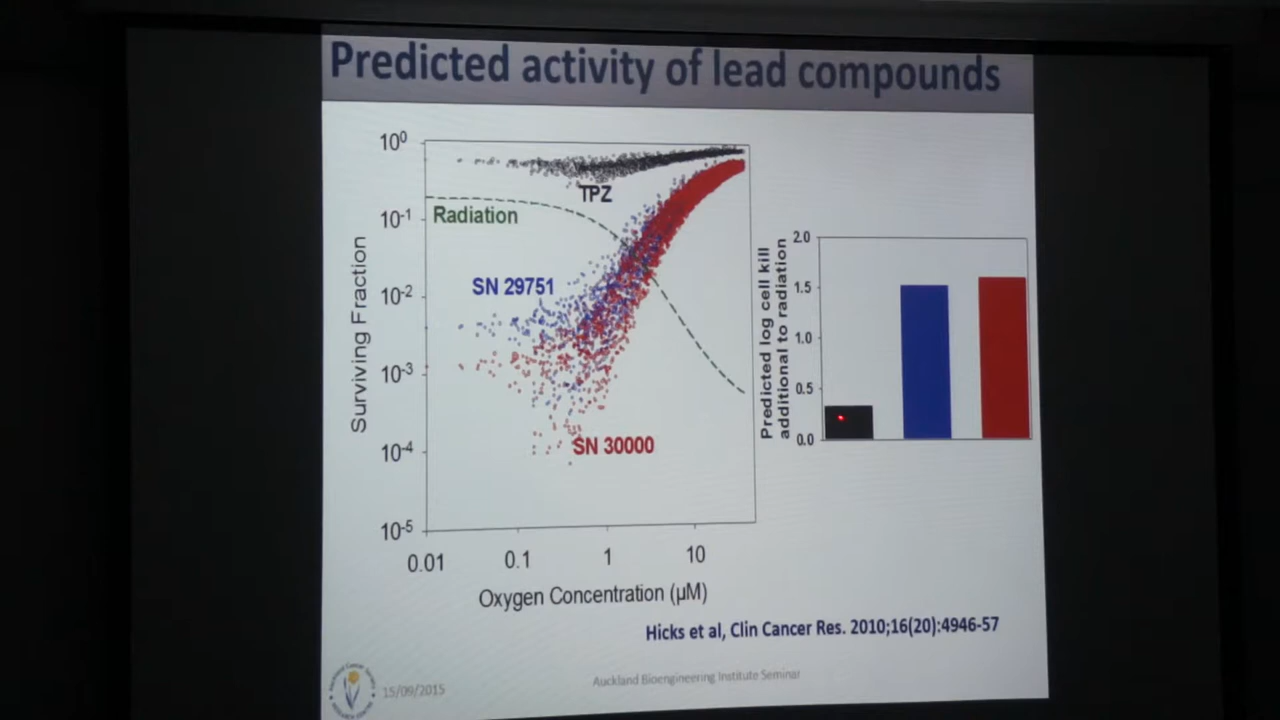 Predicted activity of lead compounds
10⁰
10⁻¹
10⁻²
10⁻³
10⁻⁴
10⁻⁵
Surviving Fraction
TPZ
Radiation
SN 29751
SN 30000
0.01 0.1 1 10
Oxygen Concentration (µM)
Predicted log cell kill
additional to radiation
2.0
1.5
1.0
0.5
0.0
Hicks et al, Clin Cancer Res. 2010;16(20):4946-57
15/09/2015
Auckland Bioengineering Institute Seminar